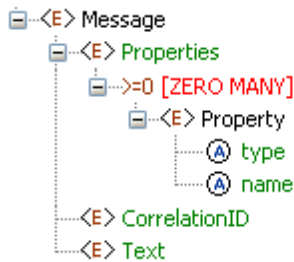 <E> Message
<E> Properties
>=0 [ZERO MANY]
<E> Property
A type
A name
<E> CorrelationID
<E> Text